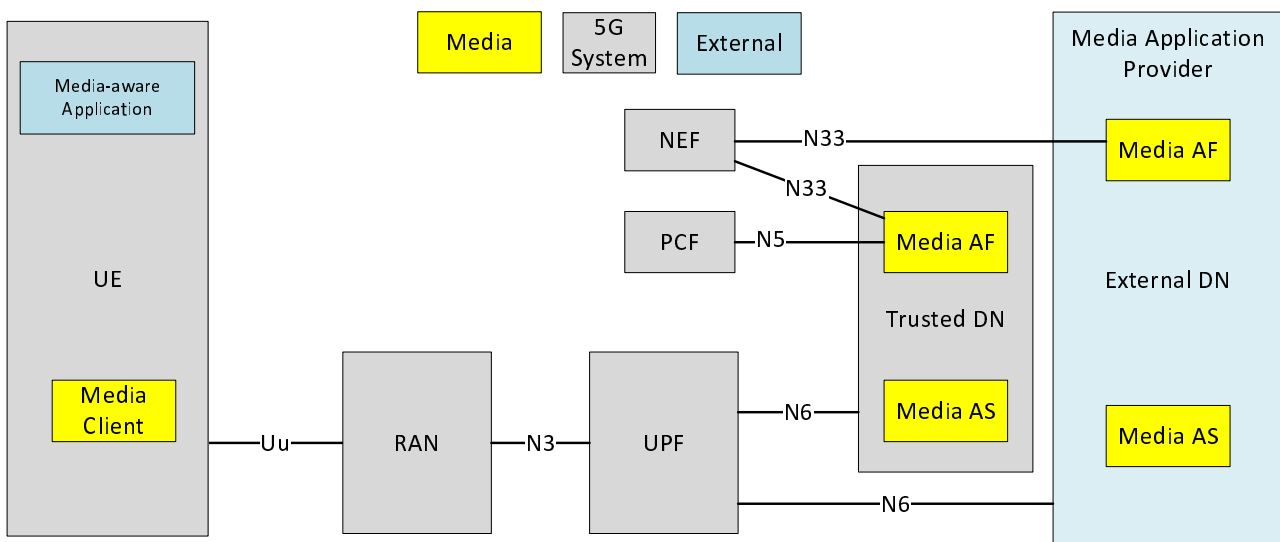 Media
5G
System
External
Media Application
Provider
Media-aware
Application
NEF
N33
Media AF
N33
PCF
N5
Media AF
UE
External DN
Trusted DN
Media
Client
Uu
RAN
N3
UPF
N6
Media AS
Media AS
N6